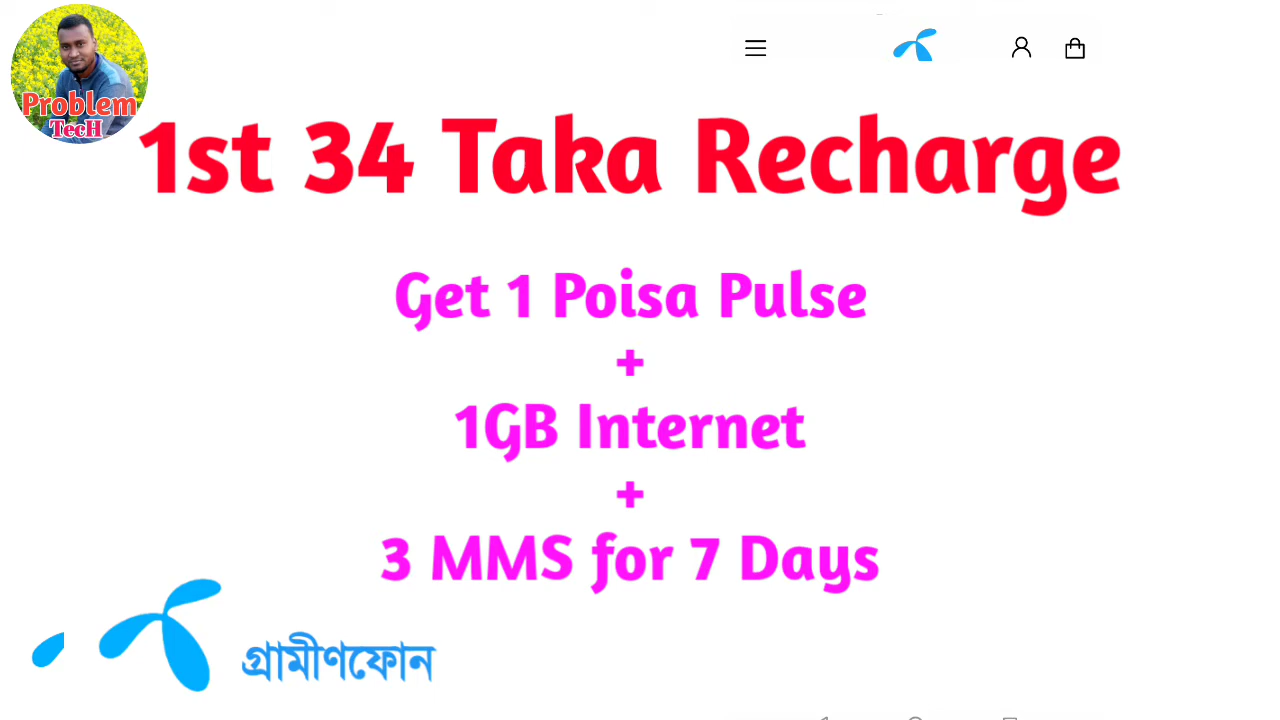 Problem
TecH
1st 34 Taka Recharge
Get 1 Poisa Pulse
+
1GB Internet
+
3 MMS for 7 Days
গ্রামীণফোন